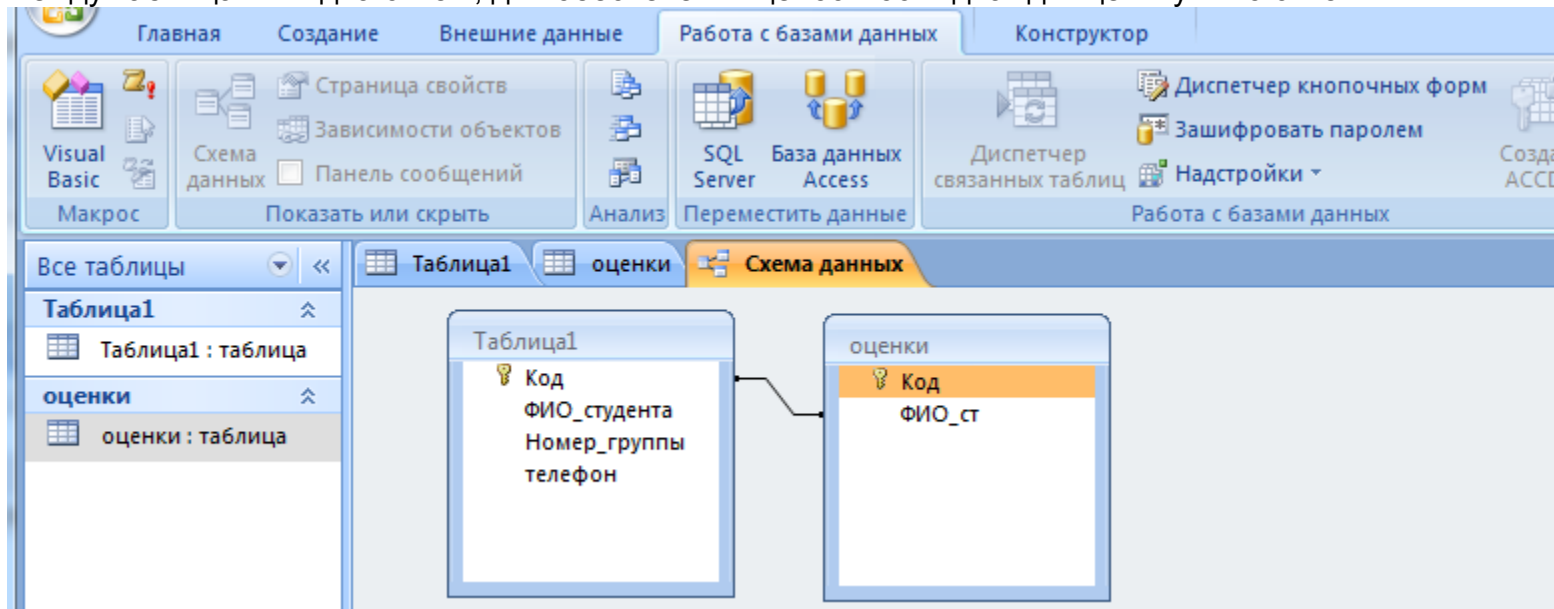 Главная Создание Внешние данные Работа с базами данных Конструктор
Visual Basic
Макрос
Схема данных
Страница свойств
Зависимости объектов
Панель сообщений
Показать или скрыть
Анализ
SQL Server
База данных Access
Переместить данные
Диспетчер связанных таблиц
Диспетчер кнопочных форм
Зашифровать паролем
Надстройки
Работа с базами данных
Все таблицы
Таблица1 оценки Схема данных
Таблица1
Таблица1 : таблица
оценки
оценки : таблица
Таблица1
Код
ФИО_студента
Номер_группы
телефон
оценки
Код
ФИО_ст